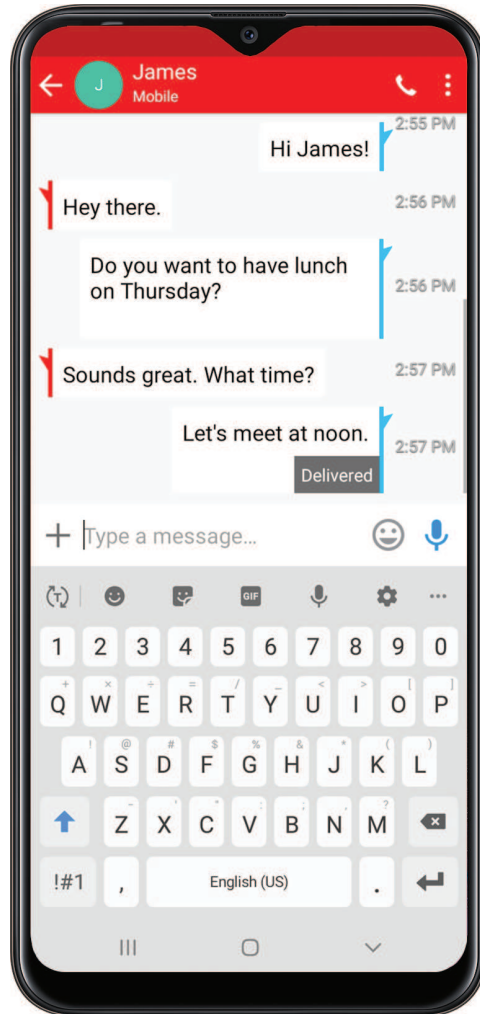 J
James
Mobile
2:55 PM
Hi James!
Hey there.
2:56 PM
Do you want to have lunch
on Thursday?
2:56 PM
Sounds great. What time?
2:57 PM
Let's meet at noon.
2:57 PM
Delivered
+ Type a message...
T GIF ...
1 2 3 4 5 6 7 8 9 0
+ × ÷ = / _ < > [ ]
Q W E R T Y U I O P
! @ # $ % & * ( )
A S D F G H J K L
- ' " : ; , ?
Z X C V B N M
!#1 , English (US) .